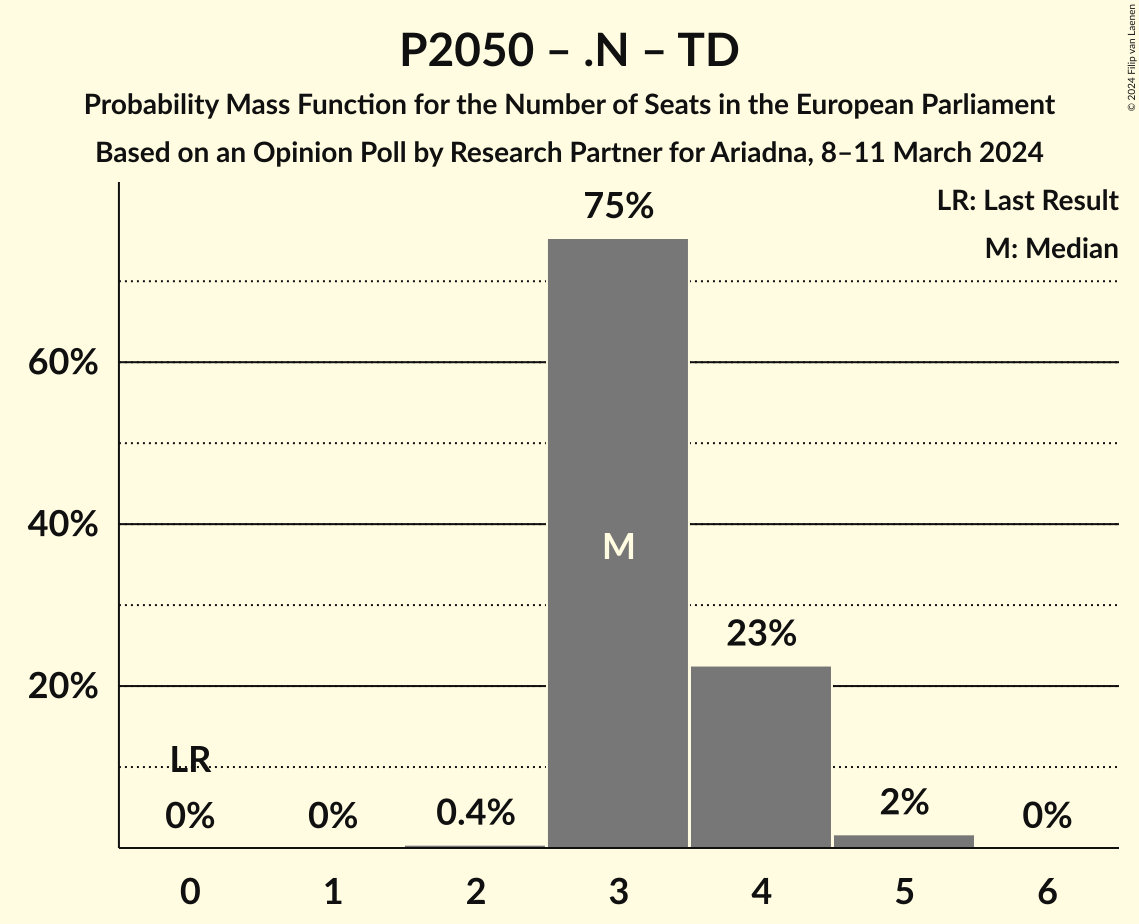 P2050 – .N – TD
Probability Mass Function for the Number of Seats in the European Parliament
Based on an Opinion Poll by Research Partner for Ariadna, 8–11 March 2024
© 2024 Filip van Laenen
LR: Last Result
M: Median
75%
60%
40%
20%
M
23%
LR
0%
0%
0.4%
2%
0%
0
1
2
3
4
5
6